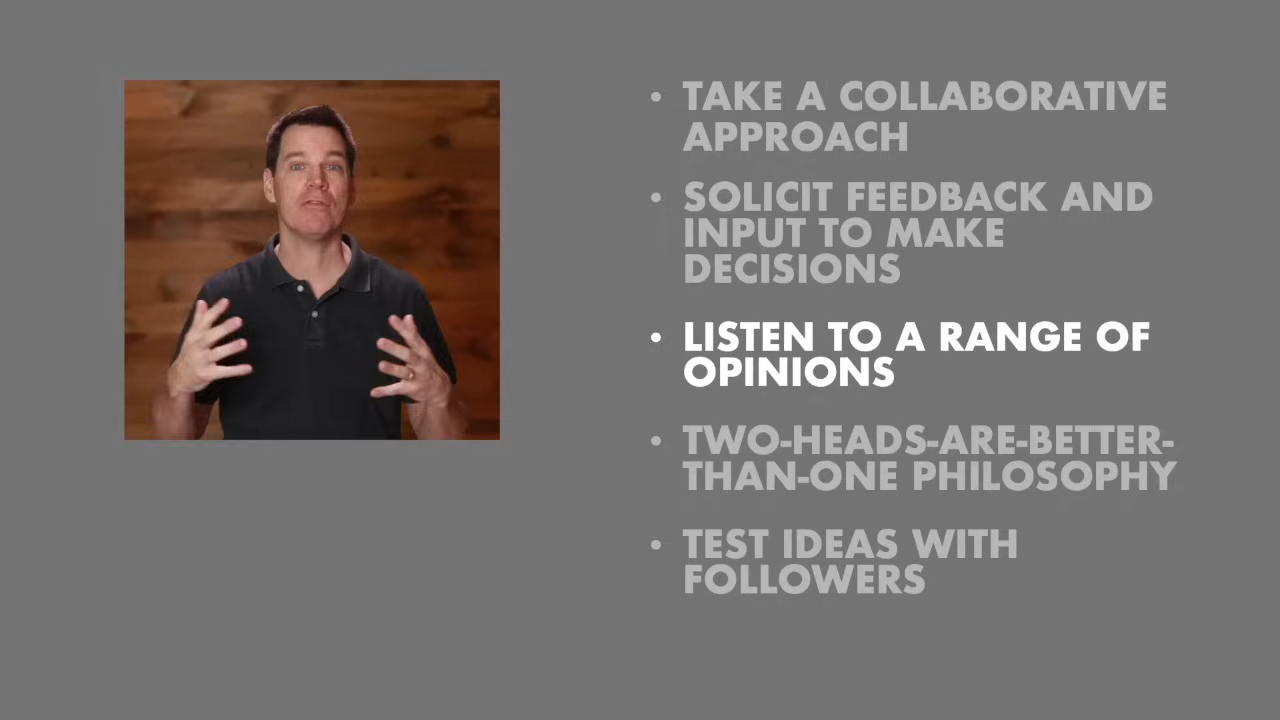 • TAKE A COLLABORATIVE
APPROACH
• SOLICIT FEEDBACK AND
INPUT TO MAKE
DECISIONS
• LISTEN TO A RANGE OF
OPINIONS
• TWO-HEADS-ARE-BETTER-
THAN-ONE PHILOSOPHY
• TEST IDEAS WITH
FOLLOWERS